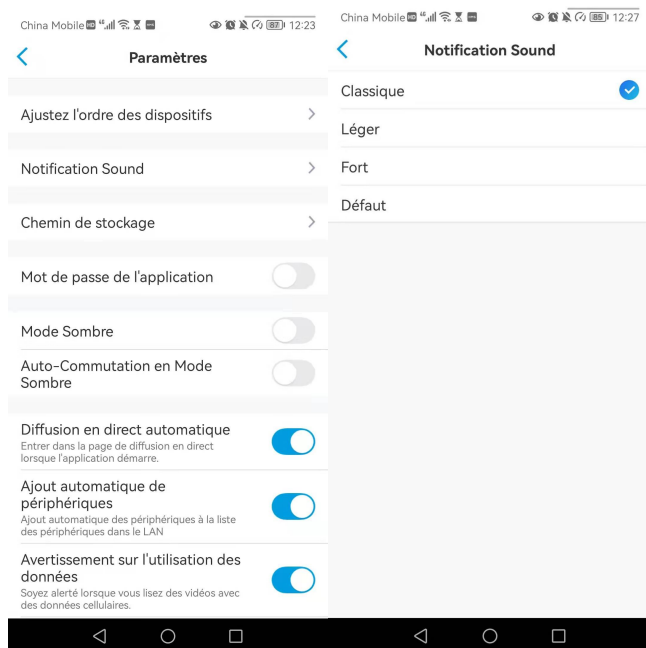 China Mobile HD 4G 87 12:23
Paramètres
Ajustez l'ordre des dispositifs
Notification Sound
Chemin de stockage
Mot de passe de l'application
Mode Sombre
Auto-Commutation en Mode
Sombre
Diffusion en direct automatique
Entrer dans la page de diffusion en direct
lorsque l'application démarre.
Ajout automatique de
périphériques
Ajout automatique des périphériques à la liste
des périphériques dans le LAN
Avertissement sur l'utilisation des
données
Soyez alerté lorsque vous lisez des vidéos avec
des données cellulaires.
China Mobile HD 4G 85 12:27
Notification Sound
Classique
Léger
Fort
Défaut